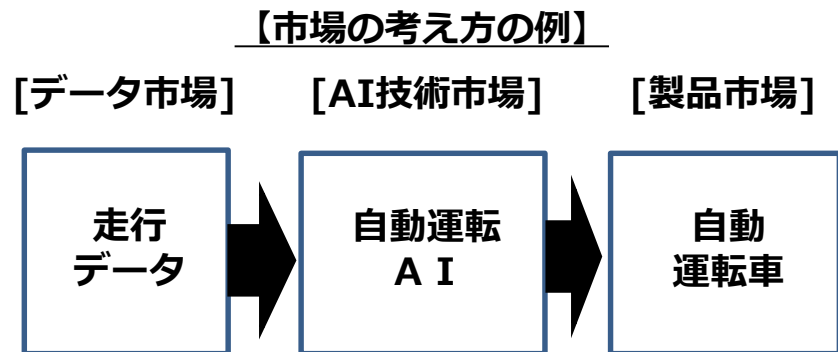 【市場の考え方の例】
[データ市場] [AI技術市場] [製品市場]
走行
データ
自動運転
ＡＩ
自動
運転車